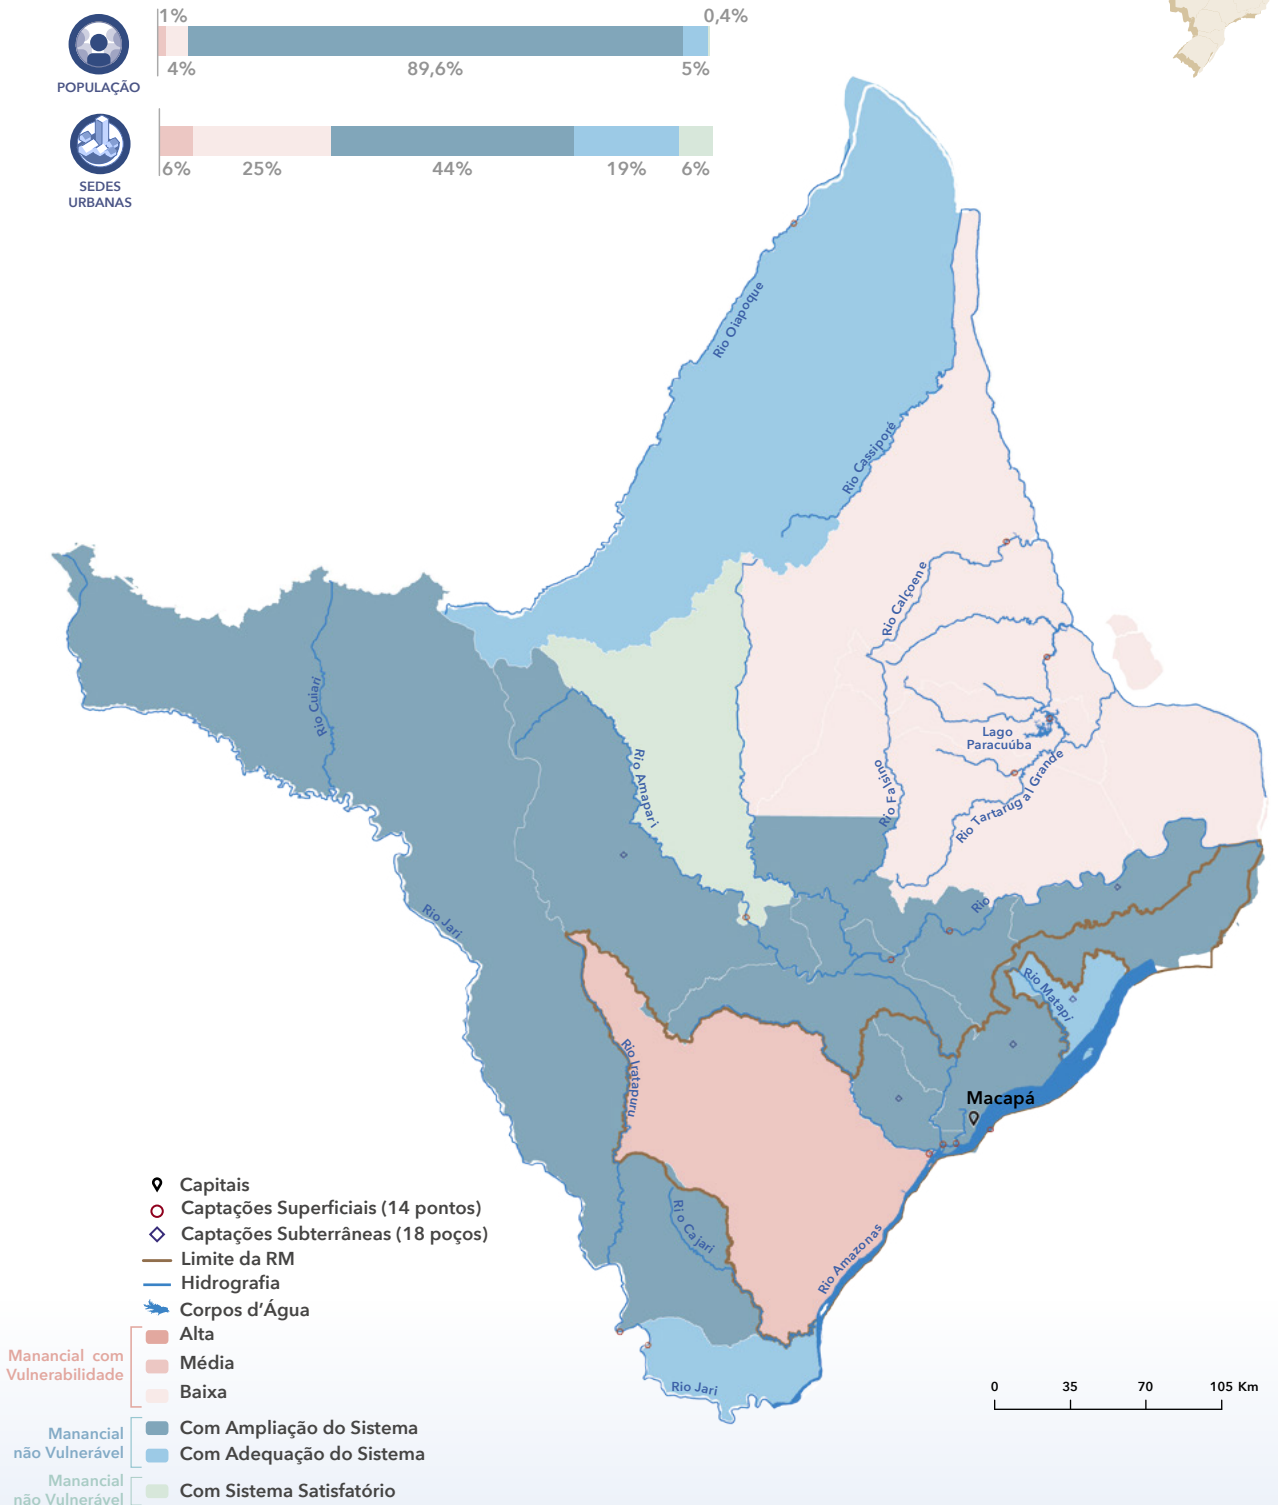 1%
0,4%
4%
89,6%
5%
POPULAÇÃO
6%
25%
44%
19%
6%
SEDES
URBANAS
Rio Oiapoque
Rio Cassiporé
Rio Calçoene
Rio Cuiari
Lago
Paracuúba
Rio Amapari
Rio Falsino
Rio Tartarugal Grande
Rio
Rio Jari
Rio Matapí
Rio Iratapuru
Macapá
Rio Cajarí
Rio Amazonas
Rio Jari
Capitais
Captações Superficiais (14 pontos)
Captações Subterrâneas (18 poços)
Limite da RM
Hidrografia
Corpos d'Água
Manancial com
Vulnerabilidade
Alta
Média
Baixa
Manancial
não Vulnerável
Com Ampliação do Sistema
Com Adequação do Sistema
Manancial
não Vulnerável
Com Sistema Satisfatório
0 35 70 105 Km